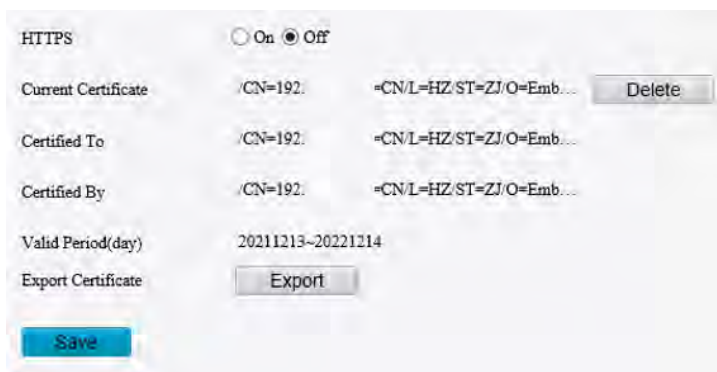 HTTPS On Off
Current Certificate /CN=192. =CN/L=HZ/ST=ZJ/O=Emb... Delete
Certified To /CN=192. =CN/L=HZ/ST=ZJ/O=Emb...
Certified By /CN=192. =CN/L=HZ/ST=ZJ/O=Emb...
Valid Period(day) 20211213~20221214
Export Certificate Export
Save